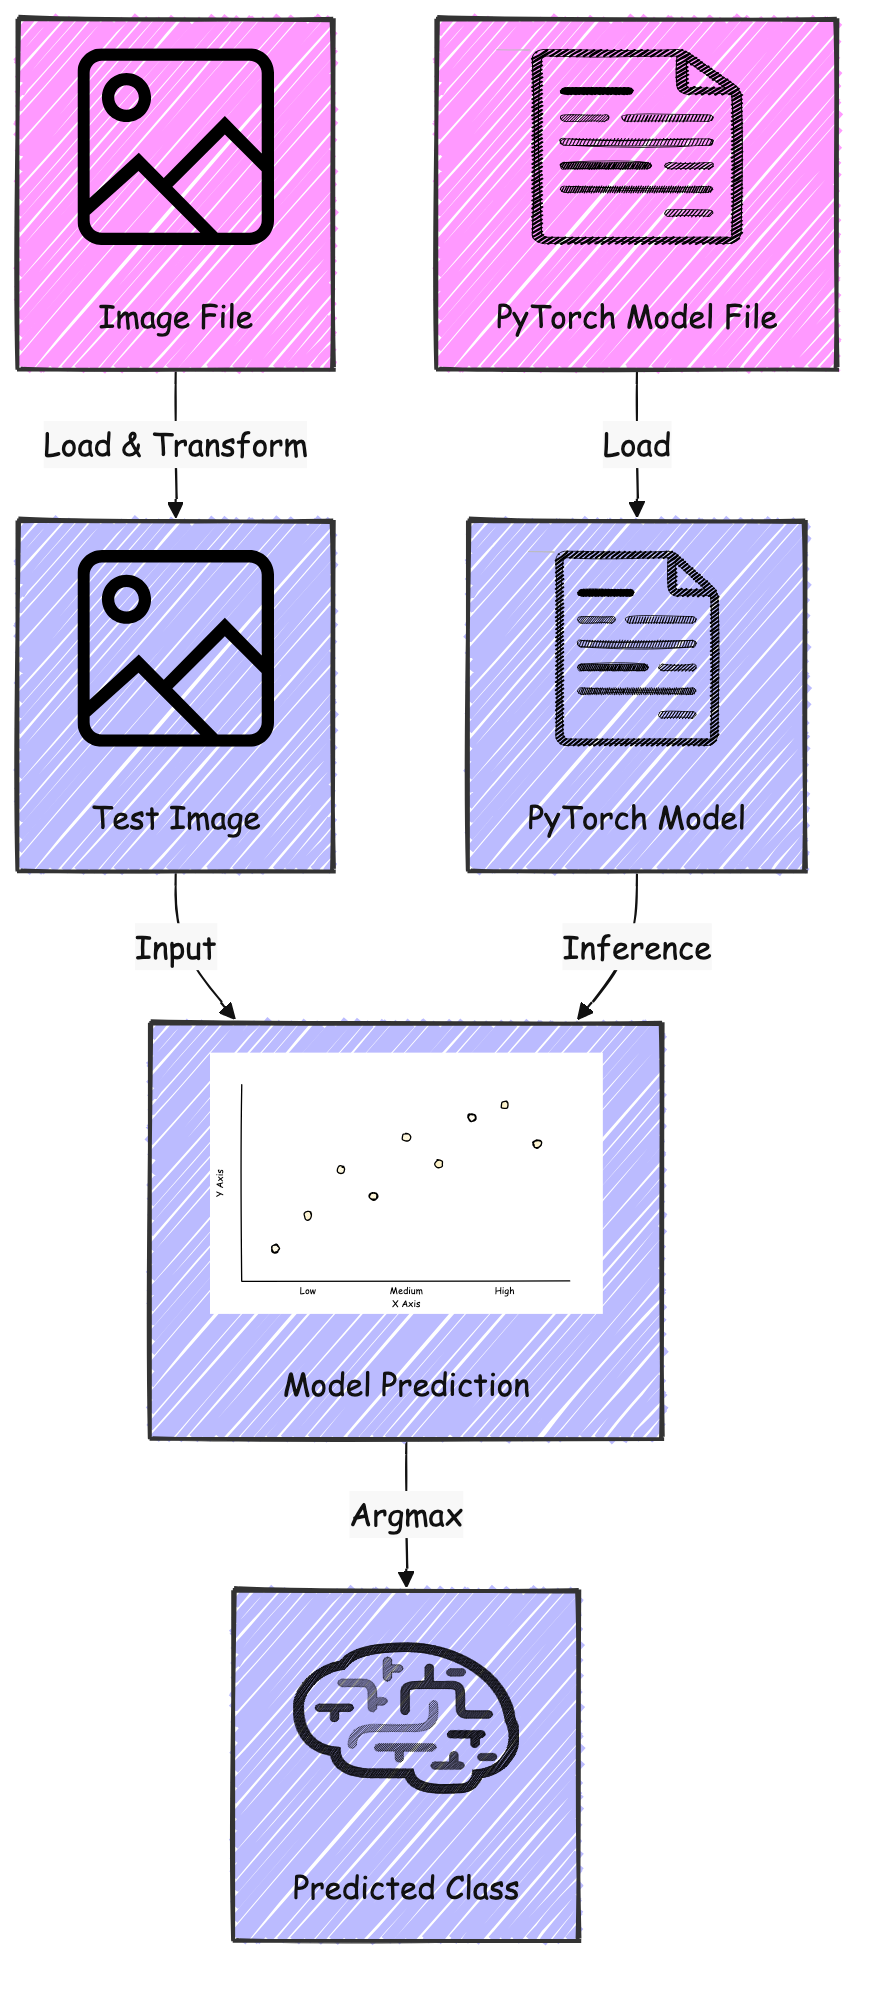 Image File
PyTorch Model File
Load & Transform
Load
Test Image
PyTorch Model
Input
Inference
Y Axis
Low
Medium
High
X Axis
Model Prediction
Argmax
Predicted Class